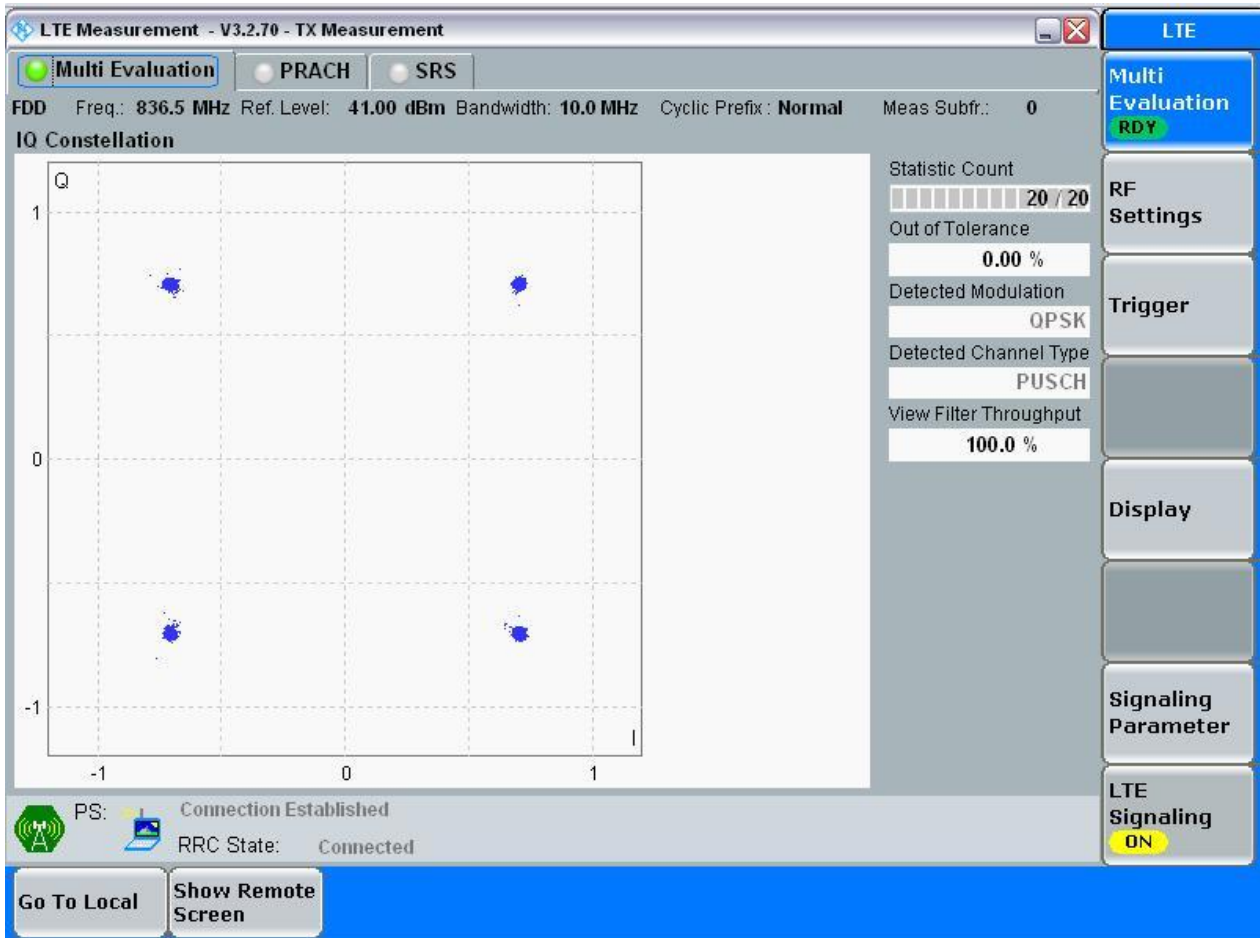 LTE Measurement - V3.2.70 - TX Measurement
LTE
Multi Evaluation PRACH SRS
FDD Freq.: 836.5 MHz Ref. Level: 41.00 dBm Bandwidth: 10.0 MHz Cyclic Prefix : Normal Meas Subfr.: 0
IQ Constellation
Multi
Evaluation
RDY
Q
1
0
-1
-1 0 1
I
Statistic Count
20 / 20
Out of Tolerance
0.00 %
Detected Modulation
QPSK
Detected Channel Type
PUSCH
View Filter Throughput
100.0 %
RF
Settings
Trigger
Display
Signaling
Parameter
LTE
Signaling
ON
PS: Connection Established
RRC State: Connected
Go To Local
Show Remote
Screen